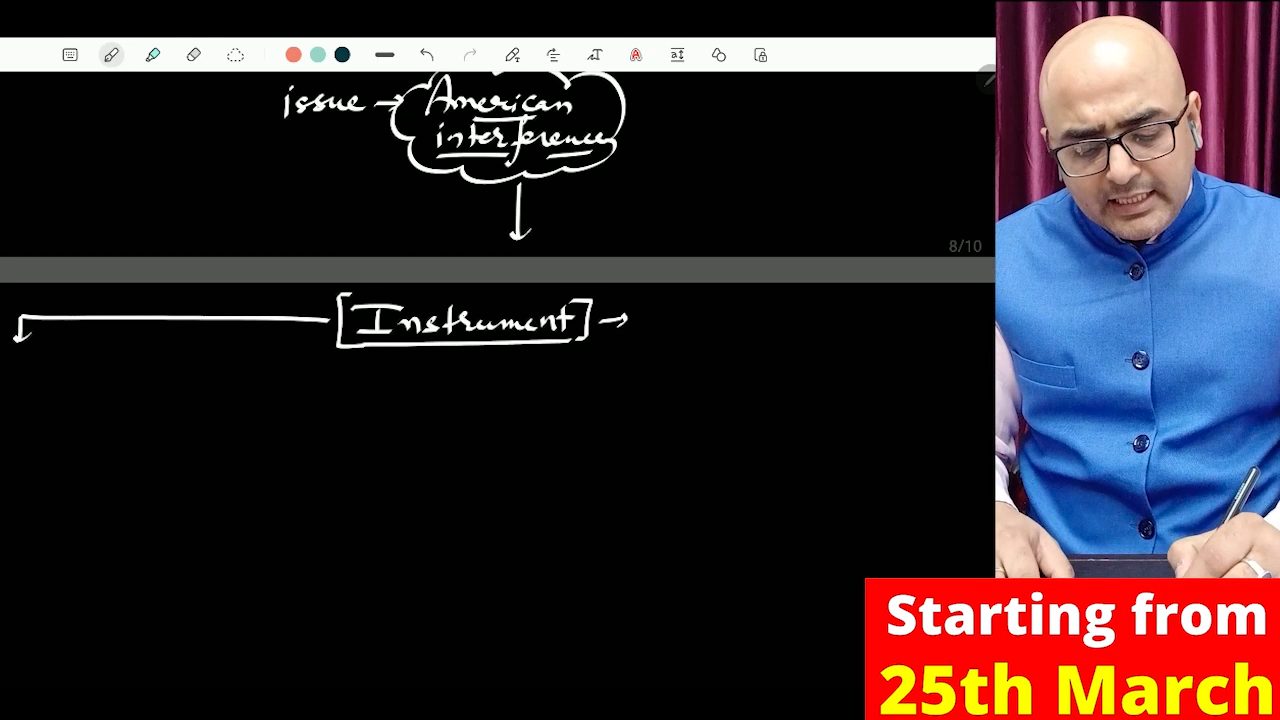 issue → American
interference
8/10
[Instrument] →
Starting from
25th March